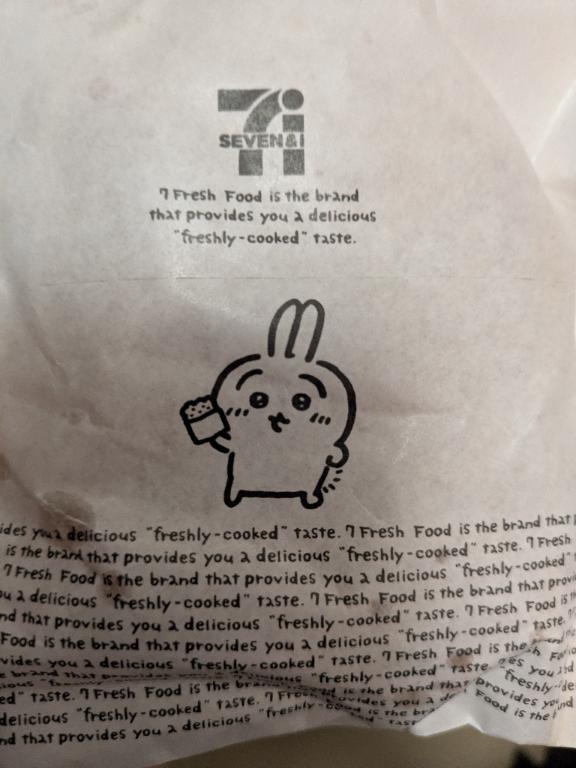 7i
SEVEN&i
7 Fresh Food is the brand
that provides you a delicious
"freshly-cooked" taste.
ides you a delicious "freshly-cooked" taste. 7 Fresh Food is the brand that
is the brand that provides you a delicious "freshly-cooked" taste. 7 Fresh
7 Fresh Food is the brand that provides you a delicious "freshly-cooked"
ou a delicious "freshly-cooked" taste. 7 Fresh Food is the brand that provi
nd that provides you a delicious "freshly-cooked" taste. 7 Fresh Food is
Food is the brand that provides you a delicious "freshly-cooked" taste.
vides you a delicious "freshly-cooked" taste. 7 Fresh Food is the
ed" taste. 7 Fresh Food is the
delicious "freshly-cooked" taste. 7
nd that provides you a delicious "freshly-